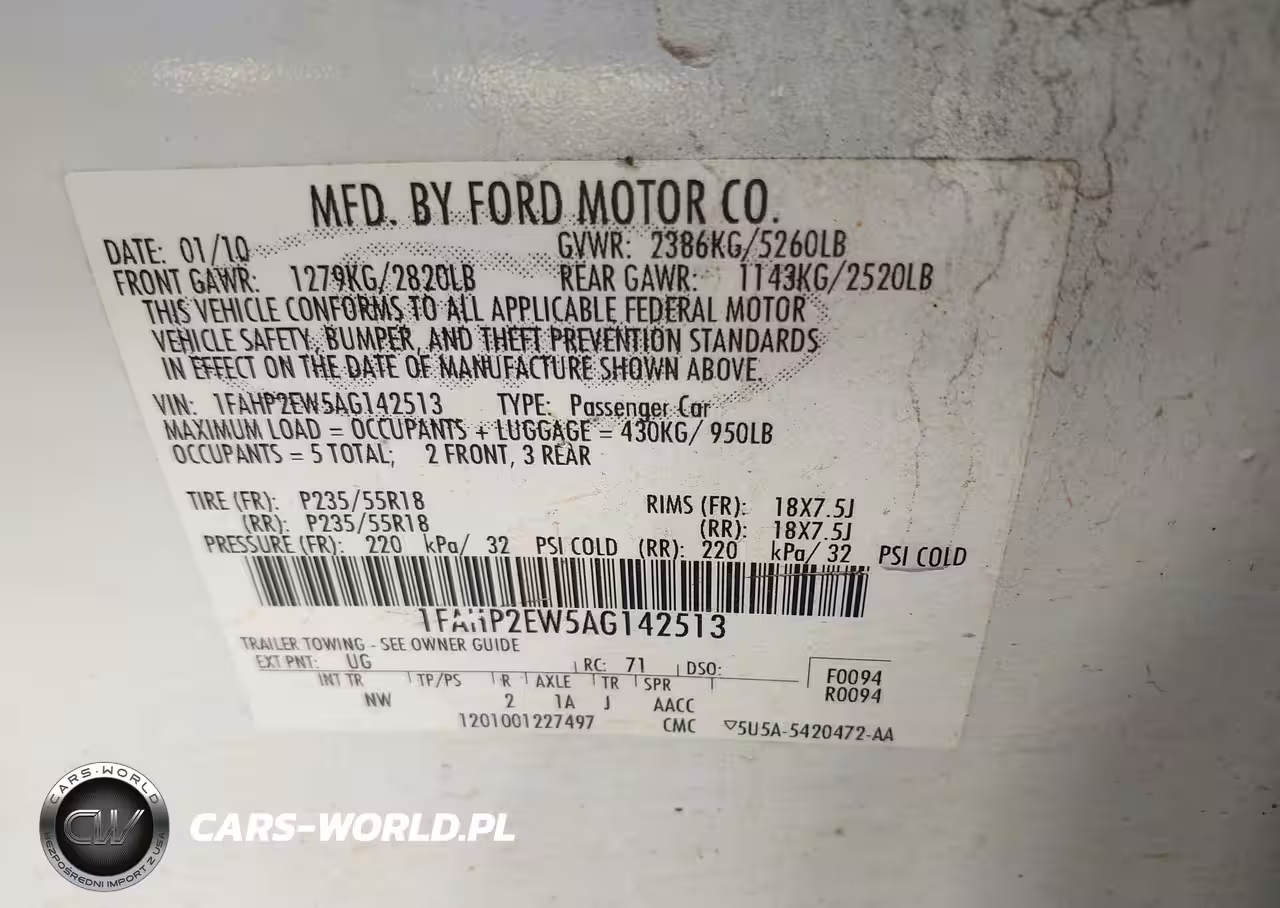 MFD. BY FORD MOTOR CO.
DATE: 01/10 GVWR: 2386KG/5260LB
FRONT GAWR: 1279KG/2820LB REAR GAWR: 1143KG/2520LB
THIS VEHICLE CONFORMS TO ALL APPLICABLE FEDERAL MOTOR
VEHICLE SAFETY, BUMPER, AND THEFT PREVENTION STANDARDS
IN EFFECT ON THE DATE OF MANUFACTURE SHOWN ABOVE.
VIN: 1FAHP2EW5AG142513 TYPE: Passenger Car
MAXIMUM LOAD = OCCUPANTS + LUGGAGE = 430KG/ 950LB
OCCUPANTS = 5 TOTAL; 2 FRONT, 3 REAR
TIRE (FR): P235/55R18 RIMS (FR): 18X7.5J
(RR): P235/55R18 (RR): 18X7.5J
PRESSURE (FR): 220 kPa/ 32 PSI COLD (RR): 220 kPa/ 32 PSI COLD
1FAHP2EW5AG142513
TRAILER TOWING - SEE OWNER GUIDE
EXT PNT: UG RC: 71 DSO: F0094
INT TR TP/PS R AXLE TR SPR R0094
NW 2 1A J AACC
1201001227497 CMC ▽5U5A-5420472-AA
CARS-WORLD
CW
BEZPOŚREDNI IMPORT Z USA
CARS-WORLD.PL